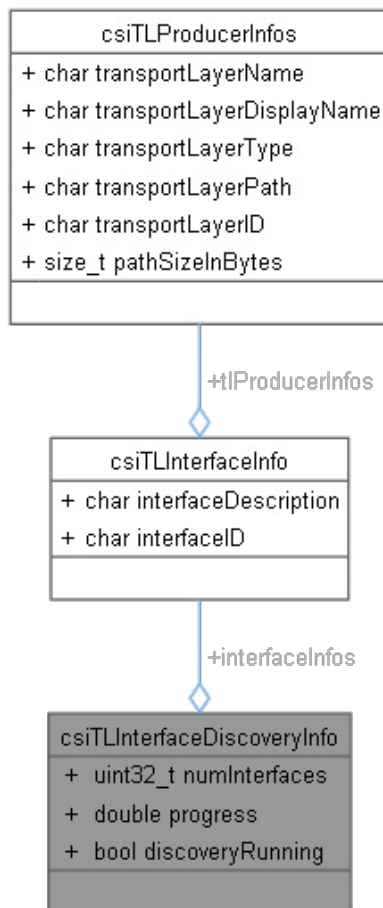 csiTLProducerInfos
+ char transportLayerName
+ char transportLayerDisplayName
+ char transportLayerType
+ char transportLayerPath
+ char transportLayerID
+ size_t pathSizeInBytes
+tlProducerInfos
csiTLInterfaceInfo
+ char interfaceDescription
+ char interfaceID
+interfaceInfos
csiTLInterfaceDiscoveryInfo
+ uint32_t numInterfaces
+ double progress
+ bool discoveryRunning